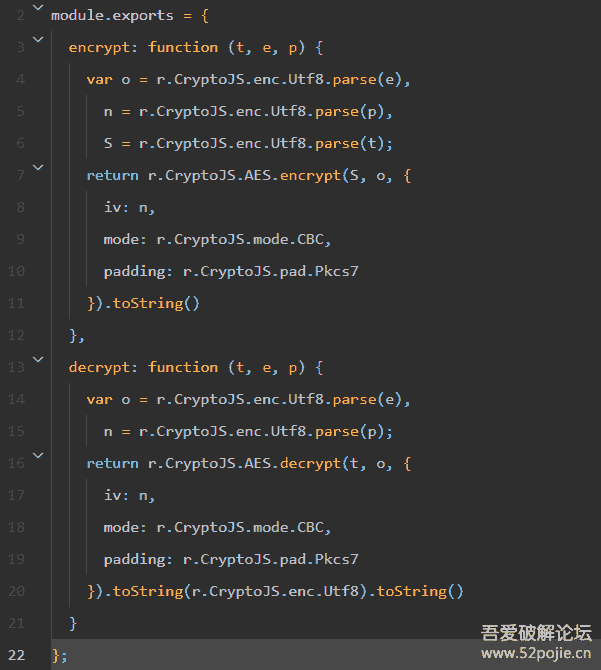 2 module.exports = {
3   encrypt: function (t, e, p) {
4     var o = r.CryptoJS.enc.Utf8.parse(e),
5       n = r.CryptoJS.enc.Utf8.parse(p),
6       S = r.CryptoJS.enc.Utf8.parse(t);
7     return r.CryptoJS.AES.encrypt(S, o, {
8       iv: n,
9       mode: r.CryptoJS.mode.CBC,
10       padding: r.CryptoJS.pad.Pkcs7
11     }).toString()
12   },
13   decrypt: function (t, e, p) {
14     var o = r.CryptoJS.enc.Utf8.parse(e),
15       n = r.CryptoJS.enc.Utf8.parse(p);
16     return r.CryptoJS.AES.decrypt(t, o, {
17       iv: n,
18       mode: r.CryptoJS.mode.CBC,
19       padding: r.CryptoJS.pad.Pkcs7
20     }).toString(r.CryptoJS.enc.Utf8).toString()
21   }
22 };
吾爱破解论坛
www.52pojie.cn